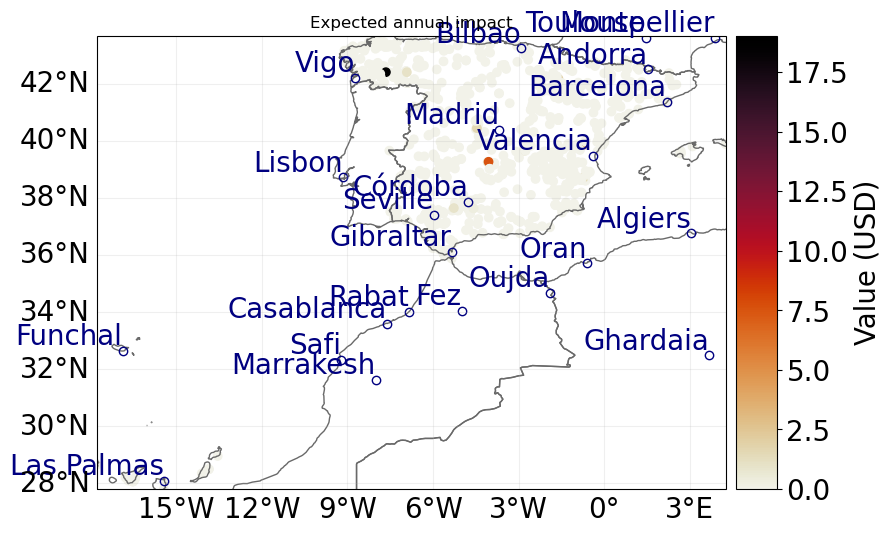 Expected annual impact
Toulouse
Montpellier
Bilbao
Andorra
Vigo
Barcelona
Madrid
Valencia
Lisbon
Córdoba
Seville
Algiers
Gibraltar
Oran
Oujda
Rabat
Fez
Casablanca
Funchal
Safi
Ghardaia
Marrakesh
Las Palmas
42°N
40°N
38°N
36°N
34°N
32°N
30°N
28°N
15°W 12°W 9°W 6°W 3°W 0° 3°E
17.5
15.0
12.5
10.0
7.5
5.0
2.5
0.0
Value (USD)